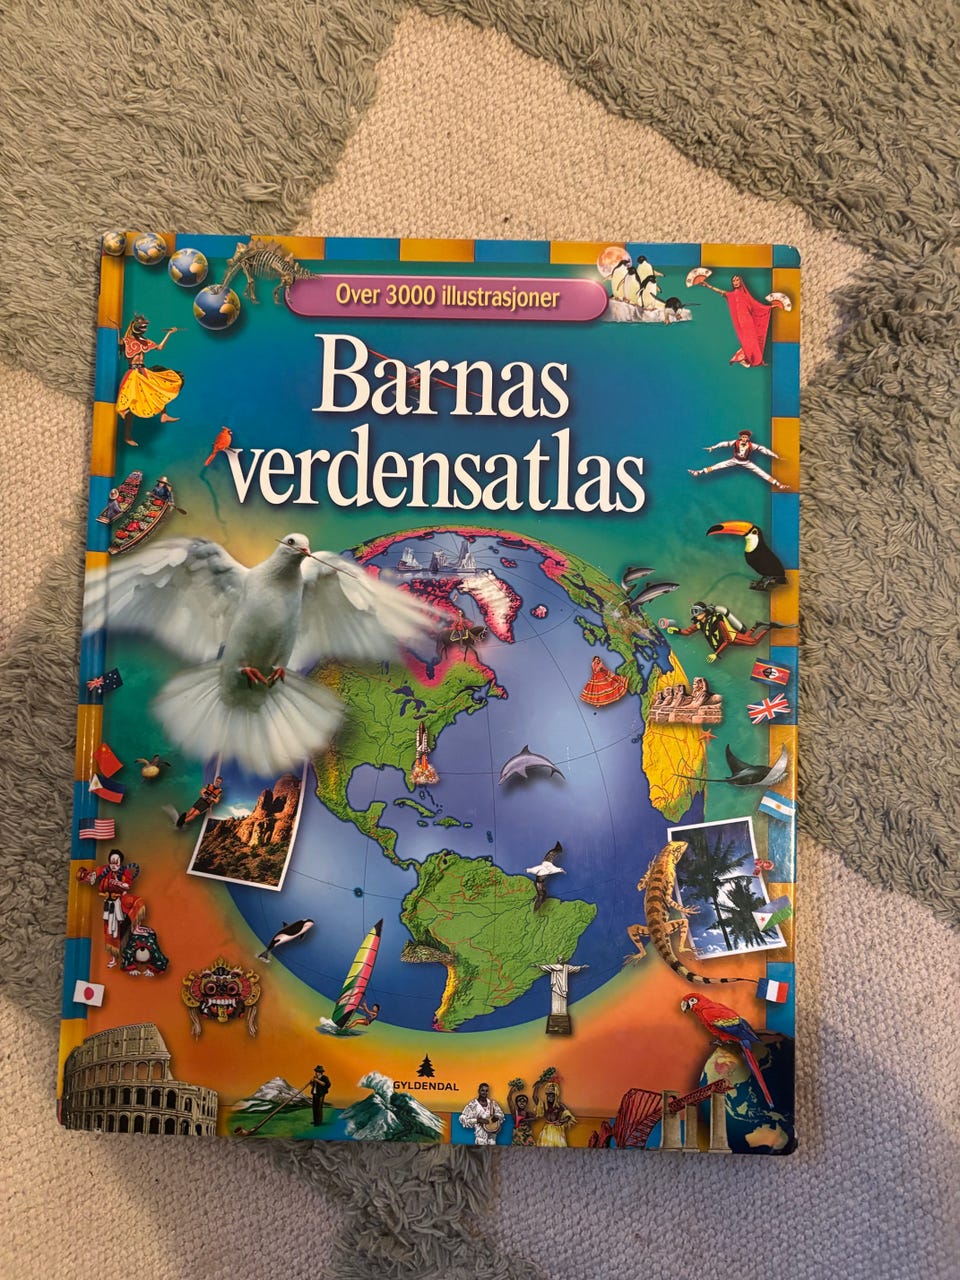 Over 3000 illustrasjoner
Barnas
verdensatlas
GYLDENDAL